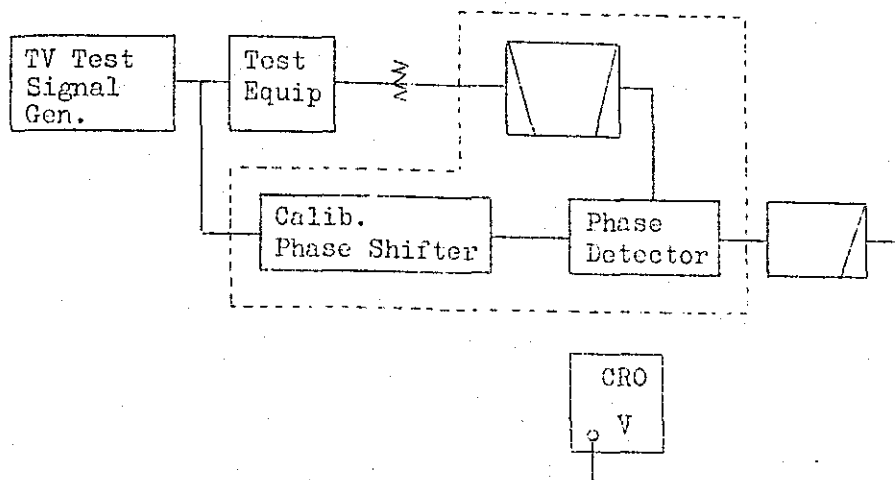 TV Test
Signal
Gen.
Test
Equip
Calib.
Phase Shifter
Phase
Detector
CRO
V